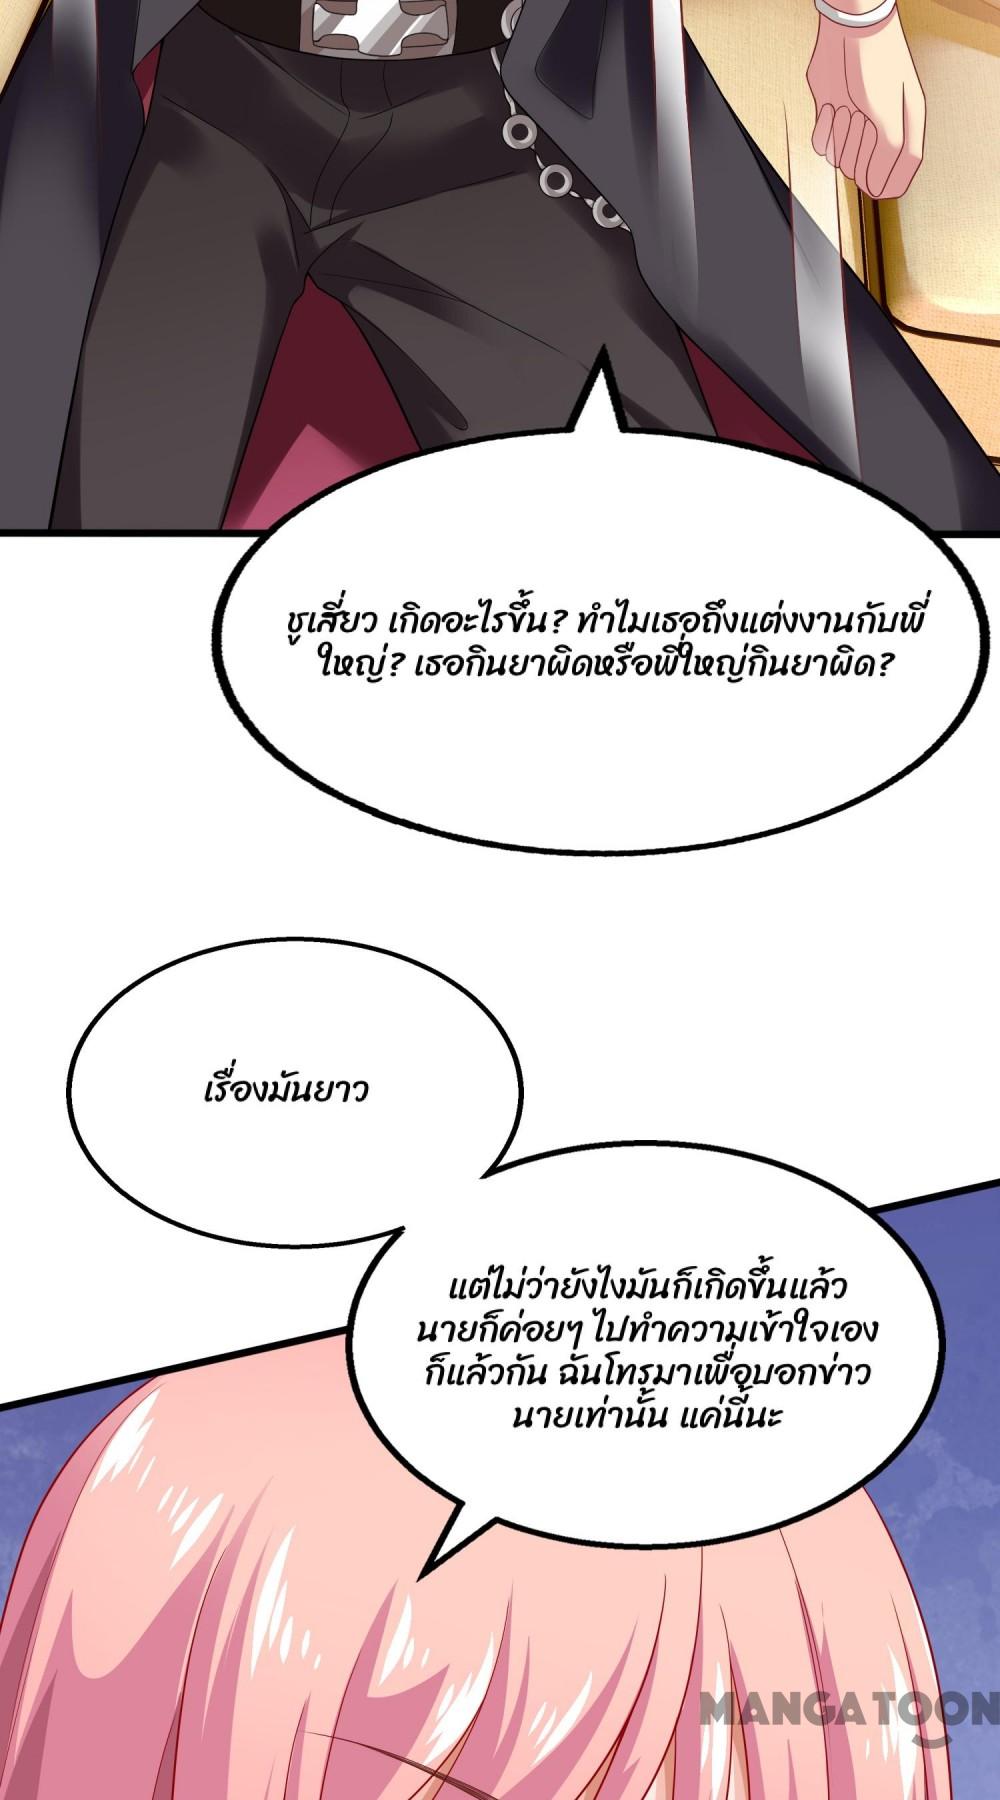 ชูเสี่ยว เกิดอะไรขึ้น? ทำไมเธอถึงแต่งงานกับพี่
ใหญ่? เธอกินยาผิดหรือพี่ใหญ่กินยาผิด?
เรื่องมันยาว
แต่ไม่ว่ายังไงมันก็เกิดขึ้นแล้ว
นายก็ค่อยๆ ไปทำความเข้าใจเอง
ก็แล้วกัน ฉันโทรมาเพื่อบอกข่าว
นายเท่านั้น แค่นี้นะ
MANGATOON